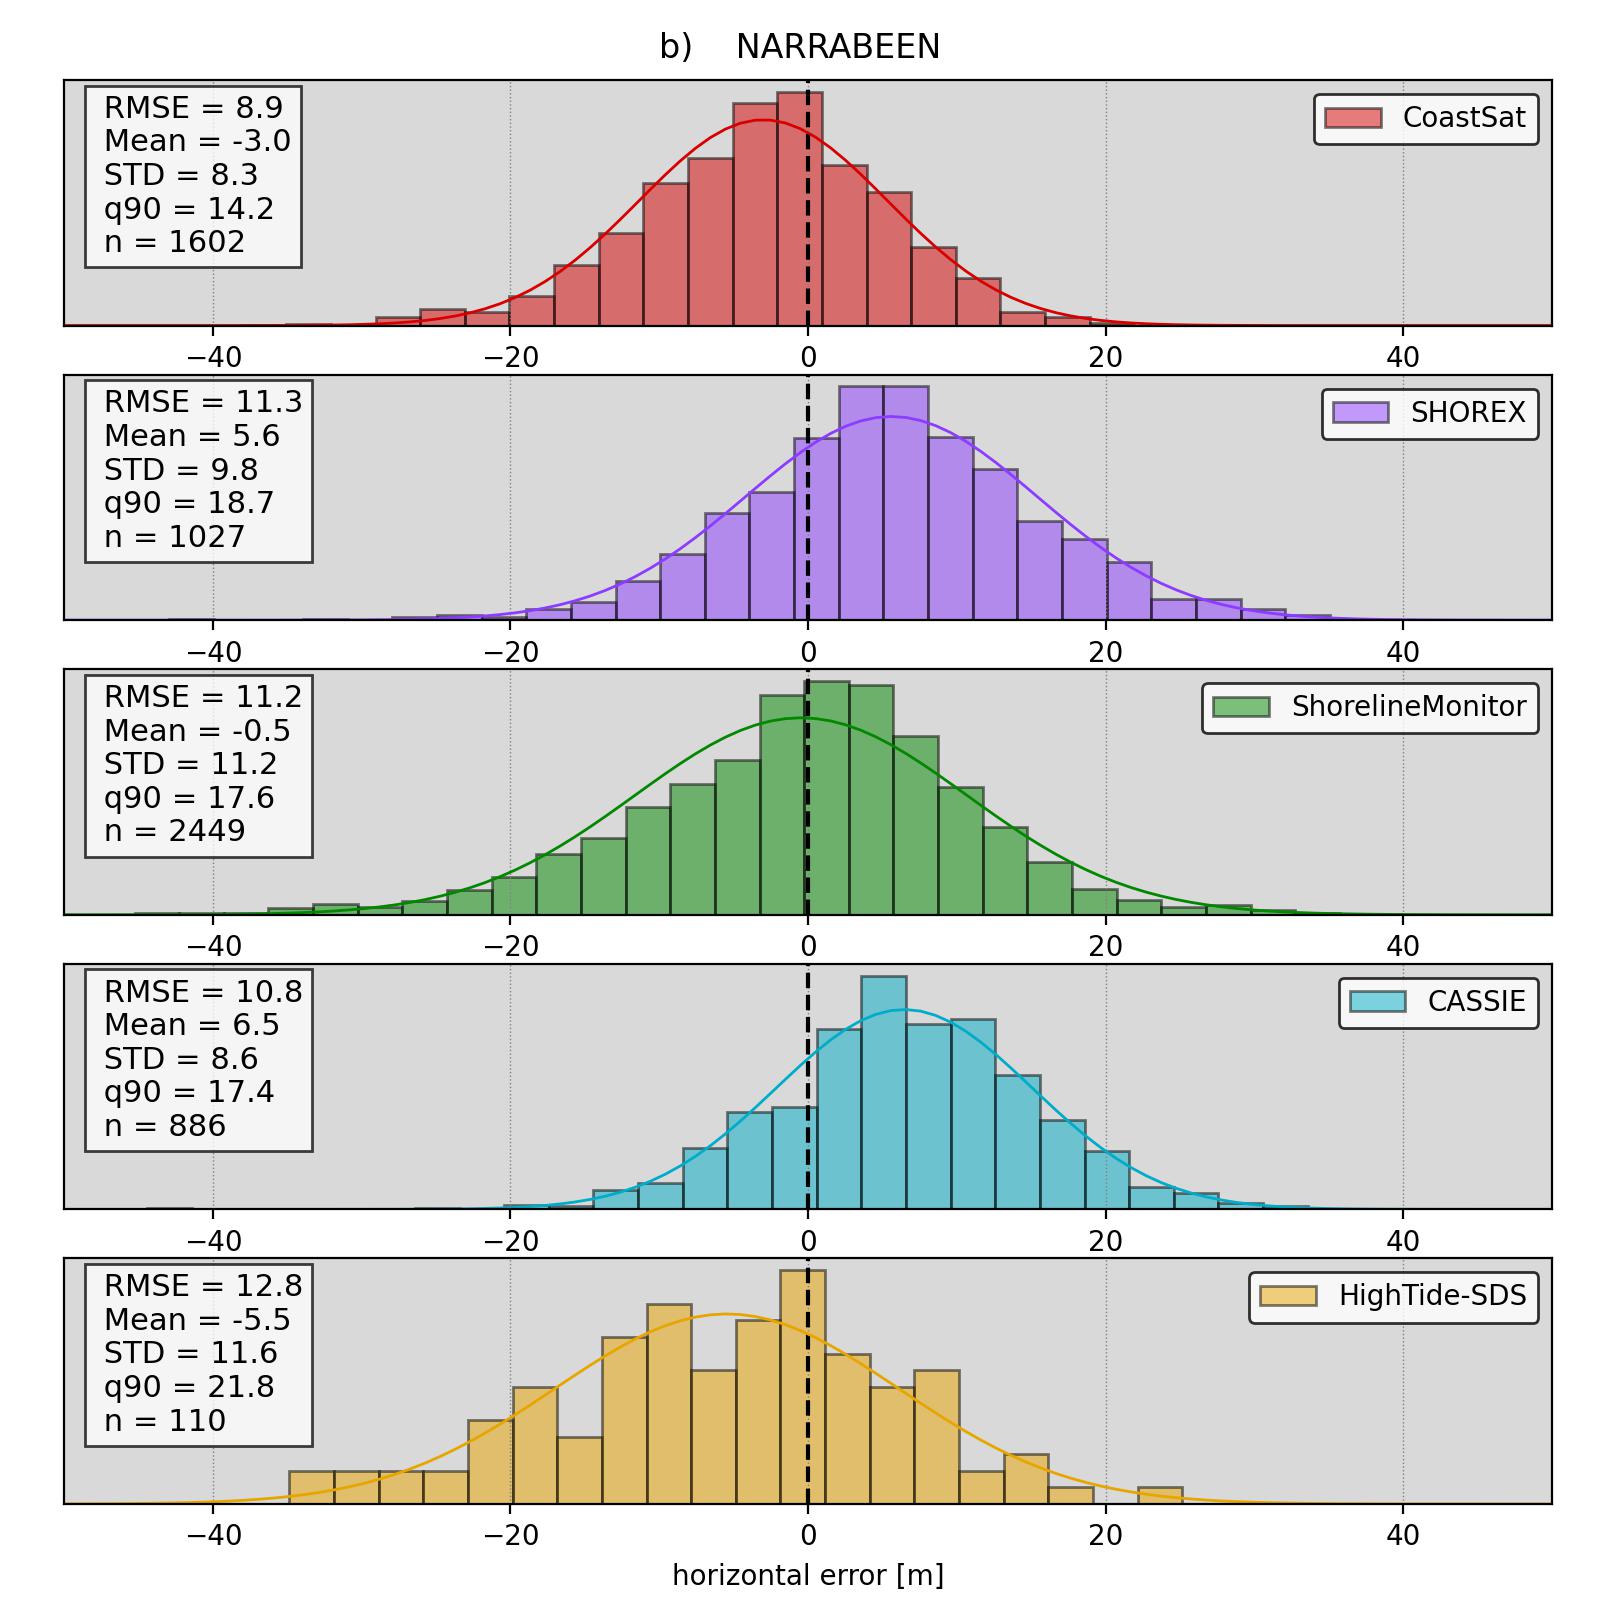 b)    NARRABEEN
RMSE = 8.9
Mean = -3.0
STD = 8.3
q90 = 14.2
n = 1602
CoastSat
−40 −20 0 20 40
RMSE = 11.3
Mean = 5.6
STD = 9.8
q90 = 18.7
n = 1027
SHOREX
−40 −20 0 20 40
RMSE = 11.2
Mean = -0.5
STD = 11.2
q90 = 17.6
n = 2449
ShorelineMonitor
−40 −20 0 20 40
RMSE = 10.8
Mean = 6.5
STD = 8.6
q90 = 17.4
n = 886
CASSIE
−40 −20 0 20 40
RMSE = 12.8
Mean = -5.5
STD = 11.6
q90 = 21.8
n = 110
HighTide-SDS
−40 −20 0 20 40
horizontal error [m]